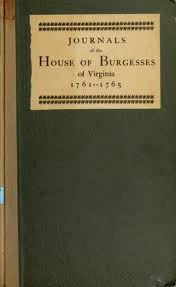 JOURNALS
of the
HOUSE OF BURGESSES
of Virginia
1761--1765